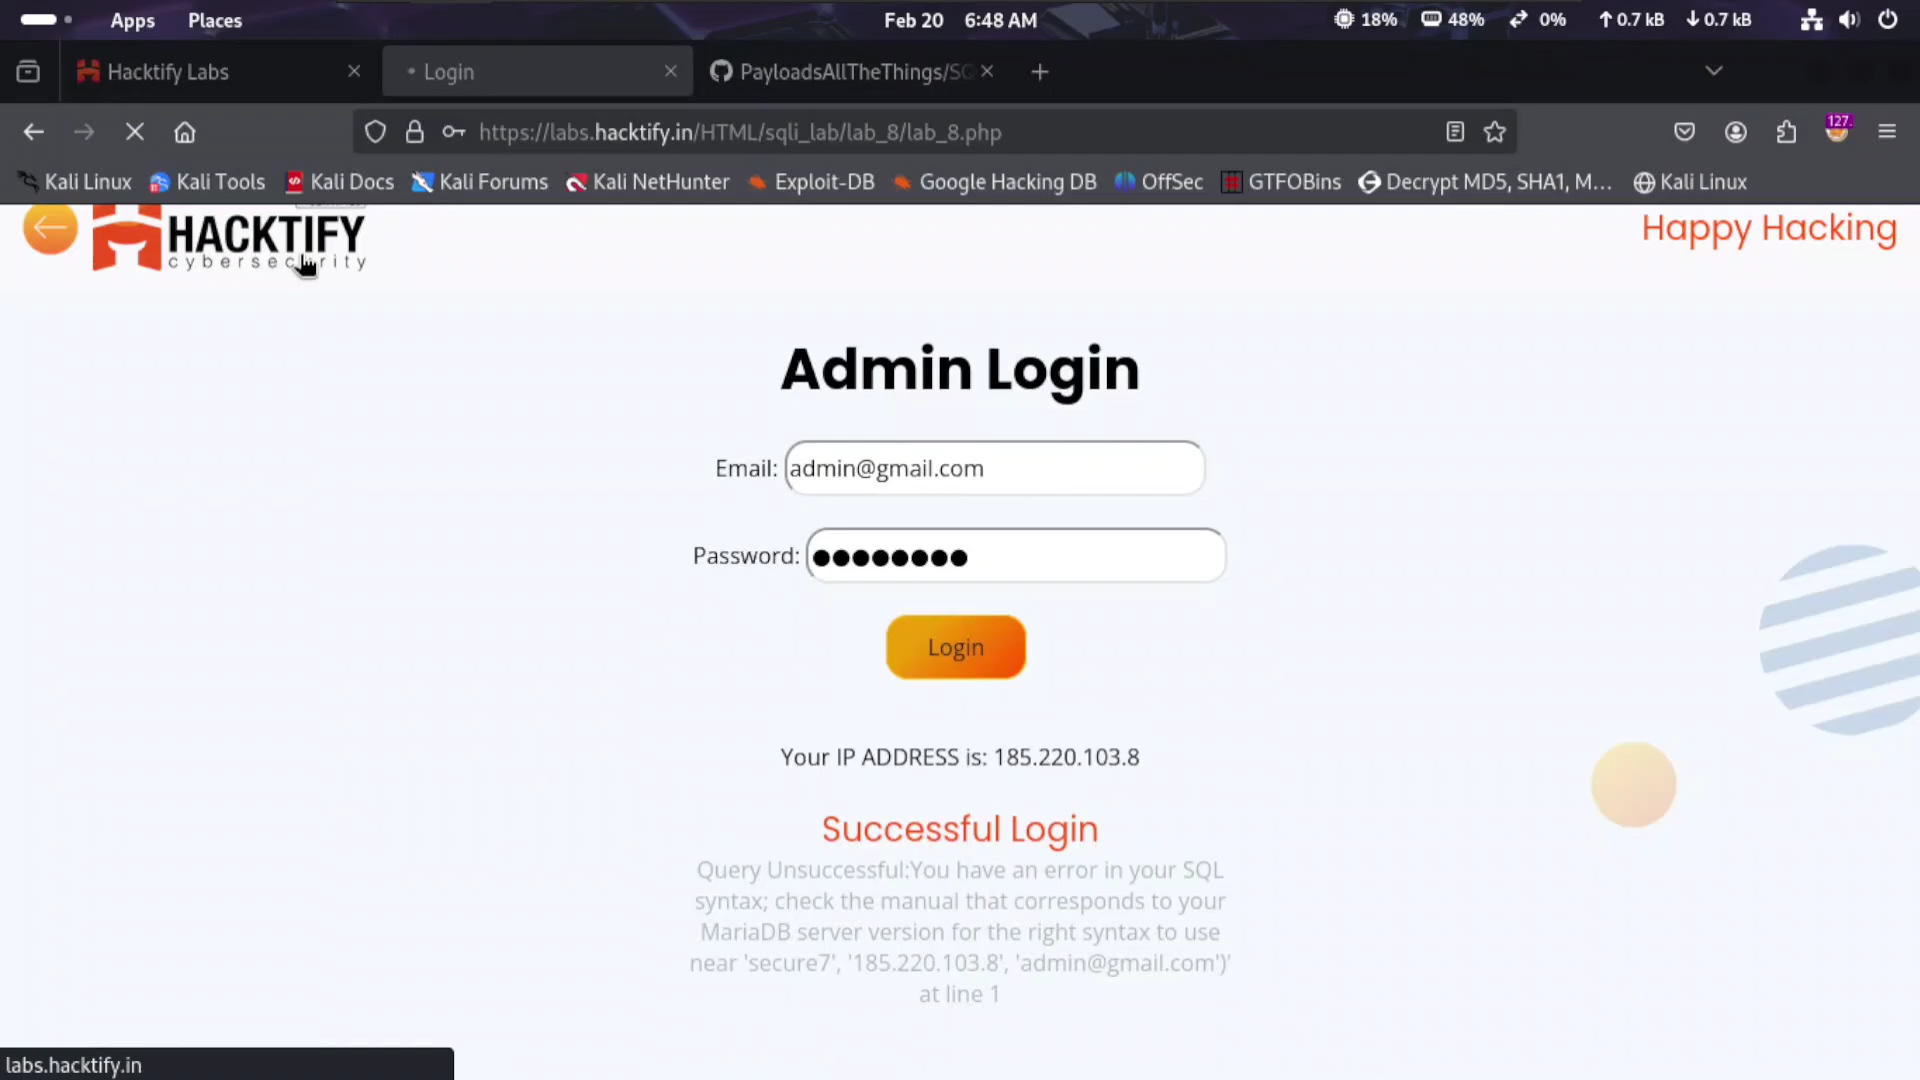 Apps Places Feb 20 6:48 AM 18% 48% 0% 0.7 kB 0.7 kB
Hacktify Labs Login PayloadsAllTheThings/SQ
https://labs.hacktify.in/HTML/sqli_lab/lab_8/lab_8.php 127.
Kali Linux Kali Tools Kali Docs Kali Forums Kali NetHunter Exploit-DB Google Hacking DB OffSec GTFOBins Decrypt MD5, SHA1, M... Kali Linux
HACKTIFY
cybersecurity
Happy Hacking
Admin Login
Email: admin@gmail.com
Password:
Login
Your IP ADDRESS is: 185.220.103.8
Successful Login
Query Unsuccessful:You have an error in your SQL
syntax; check the manual that corresponds to your
MariaDB server version for the right syntax to use
near 'secure7', '185.220.103.8', 'admin@gmail.com')'
at line 1
labs.hacktify.in